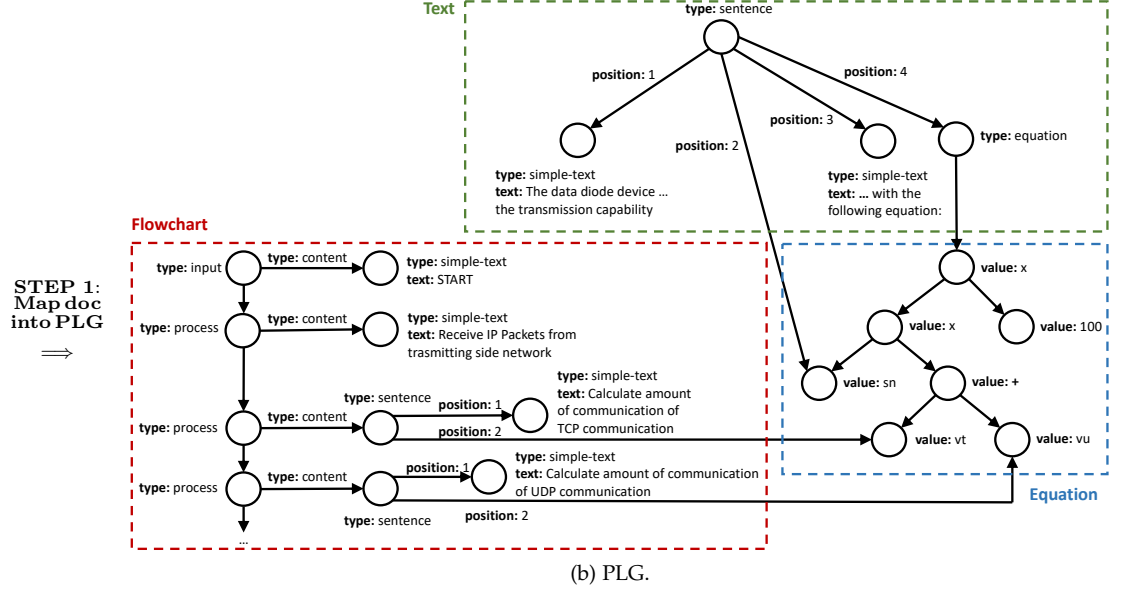 Text
type: sentence
position: 1
position: 4
position: 3
position: 2
type: equation
type: simple-text
text: The data diode device ...
the transmission capability
type: simple-text
text: ... with the
following equation:
Flowchart
STEP 1:
Map doc
into PLG
⟹
type: input
type: content
type: simple-text
text: START
type: process
type: content
type: simple-text
text: Receive IP Packets from
trasmitting side network
type: process
type: content
type: sentence
position: 1
position: 2
type: simple-text
text: Calculate amount
of communication of
TCP communication
type: process
type: content
type: sentence
position: 1
position: 2
type: simple-text
text: Calculate amount of communication
of UDP communication
...
value: x
value: x
value: 100
value: sn
value: +
value: vt
value: vu
Equation
(b) PLG.